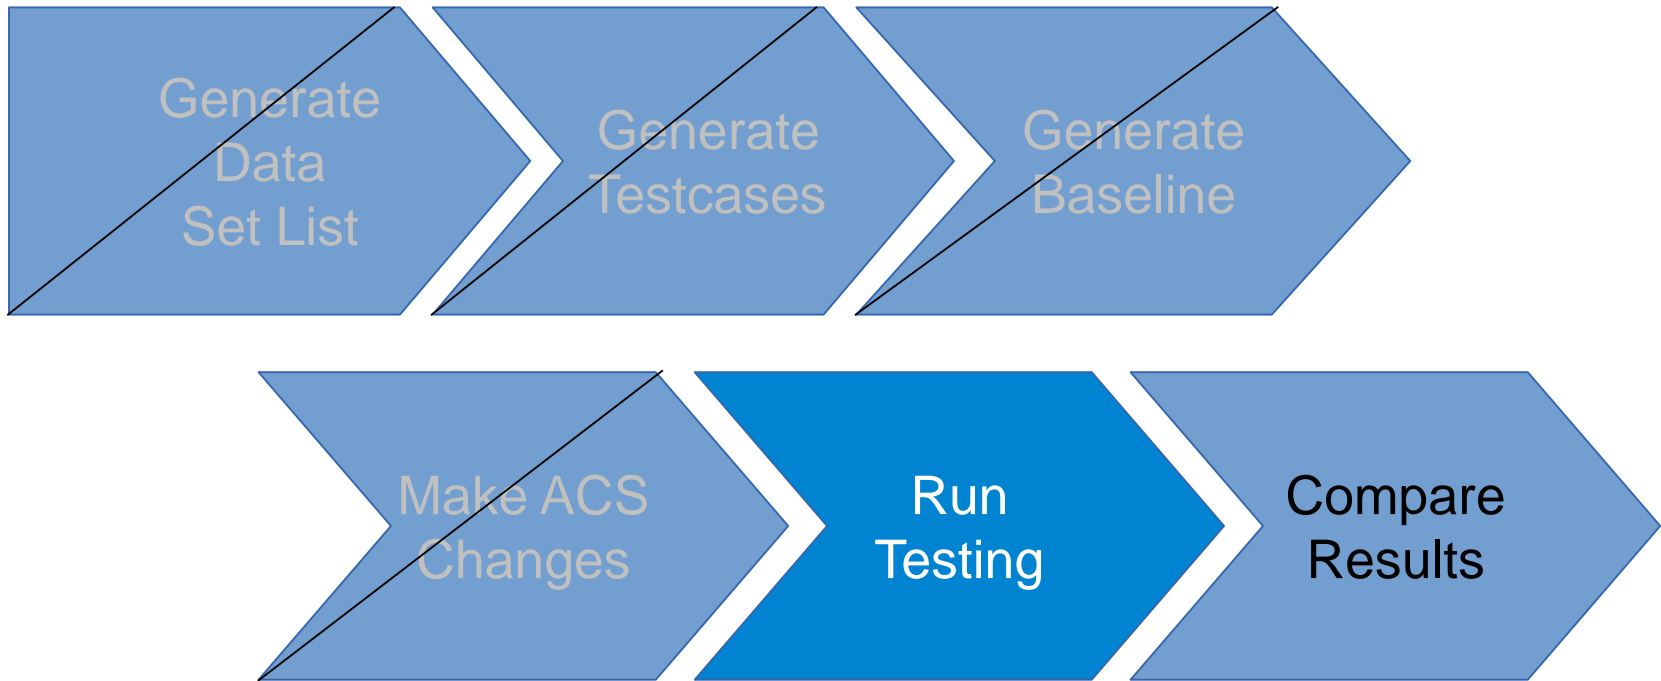 Generate
Data
Set List
Generate
Testcases
Generate
Baseline
Make ACS
Changes
Run
Testing
Compare
Results